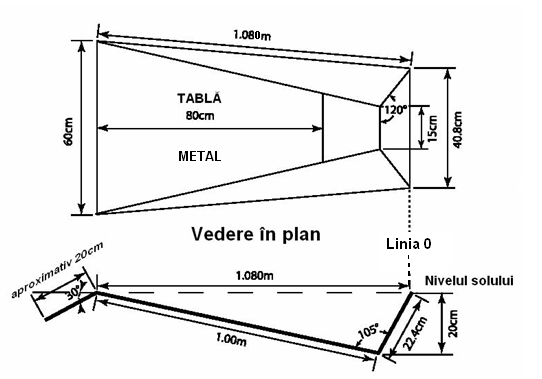 1.080m
TABLĂ
80cm
METAL
60cm
120°
15cm
40.8cm
Vedere în plan
Linia 0
aproximativ 20cm
30°
1.080m
Nivelul solului
1.00m
105°
22.4cm
20cm